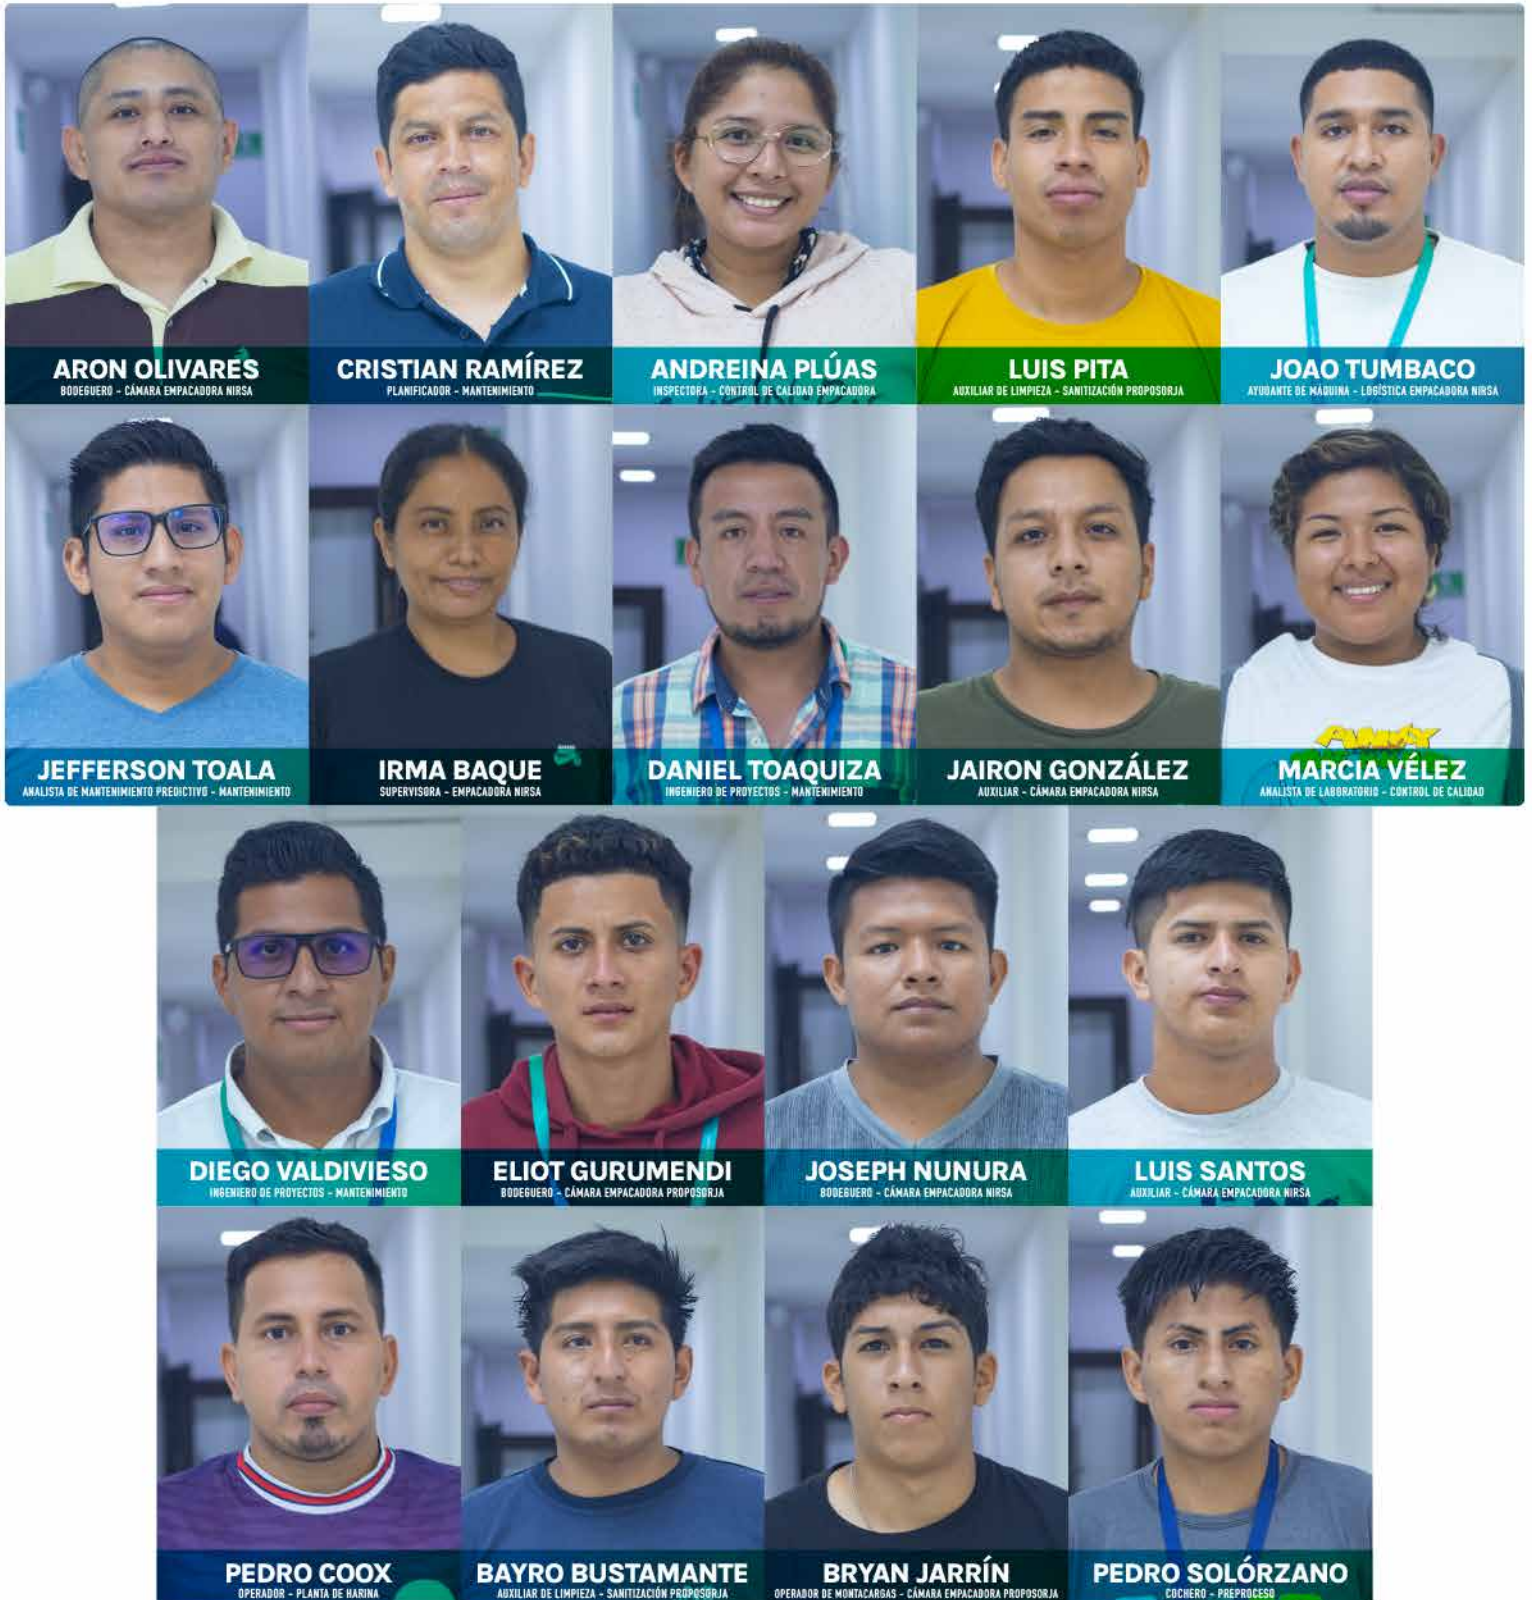 ARON OLIVARES
BODEGUERO - CÁMARA EMPACADORA NIRSA
CRISTIAN RAMÍREZ
PLANIFICADOR - MANTENIMIENTO
ANDREINA PLÚAS
INSPECTORA - CONTROL DE CALIDAD EMPACADORA
LUIS PITA
AUXILIAR DE LIMPIEZA - SANITIZACIÓN PROPOSORJA
JOAO TUMBACO
AYUDANTE DE MÁQUINA - LOGÍSTICA EMPACADORA NIRSA
JEFFERSON TOALA
ANALISTA DE MANTENIMIENTO PREDICTIVO - MANTENIMIENTO
IRMA BAQUE
SUPERVISORA - EMPACADORA NIRSA
DANIEL TOAQUIZA
INGENIERO DE PROYECTOS - MANTENIMIENTO
JAIRON GONZÁLEZ
AUXILIAR - CÁMARA EMPACADORA NIRSA
MARCIA VÉLEZ
ANALISTA DE LABORATORIO - CONTROL DE CALIDAD
DIEGO VALDIVIESO
INGENIERO DE PROYECTOS - MANTENIMIENTO
ELIOT GURUMENDI
BODEGUERO - CÁMARA EMPACADORA PROPOSORJA
JOSEPH NUNURA
BODEGUERO - CÁMARA EMPACADORA NIRSA
LUIS SANTOS
AUXILIAR - CÁMARA EMPACADORA NIRSA
PEDRO COOX
OPERADOR - PLANTA DE HARINA
BAYRO BUSTAMANTE
AUXILIAR DE LIMPIEZA - SANITIZACIÓN PROPOSORJA
BRYAN JARRÍN
OPERADOR DE MONTACARGAS - CÁMARA EMPACADORA PROPOSORJA
PEDRO SOLÓRZANO
COCHERO - PREPROCESO